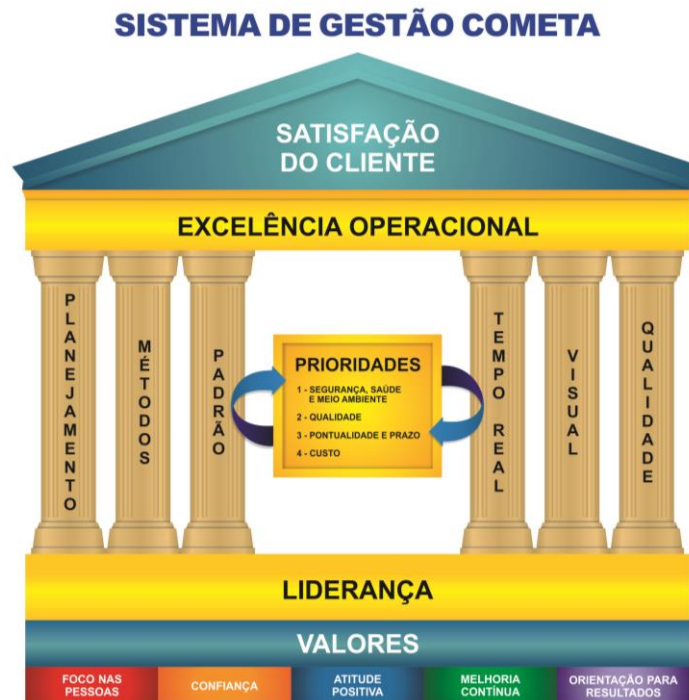 SISTEMA DE GESTÃO COMETA
SATISFAÇÃO
DO CLIENTE
EXCELÊNCIA OPERACIONAL
PLANEJAMENTO
MÉTODOS
PADRÃO
PRIORIDADES
1 - SEGURANÇA, SAÚDE
E MEIO AMBIENTE
2 - QUALIDADE
3 - PONTUALIDADE E PRAZO
4 - CUSTO
TEMPO REAL
VISUAL
QUALIDADE
LIDERANÇA
VALORES
FOCO NAS
PESSOAS
CONFIANÇA
ATITUDE
POSITIVA
MELHORIA
CONTÍNUA
ORIENTAÇÃO PARA
RESULTADOS